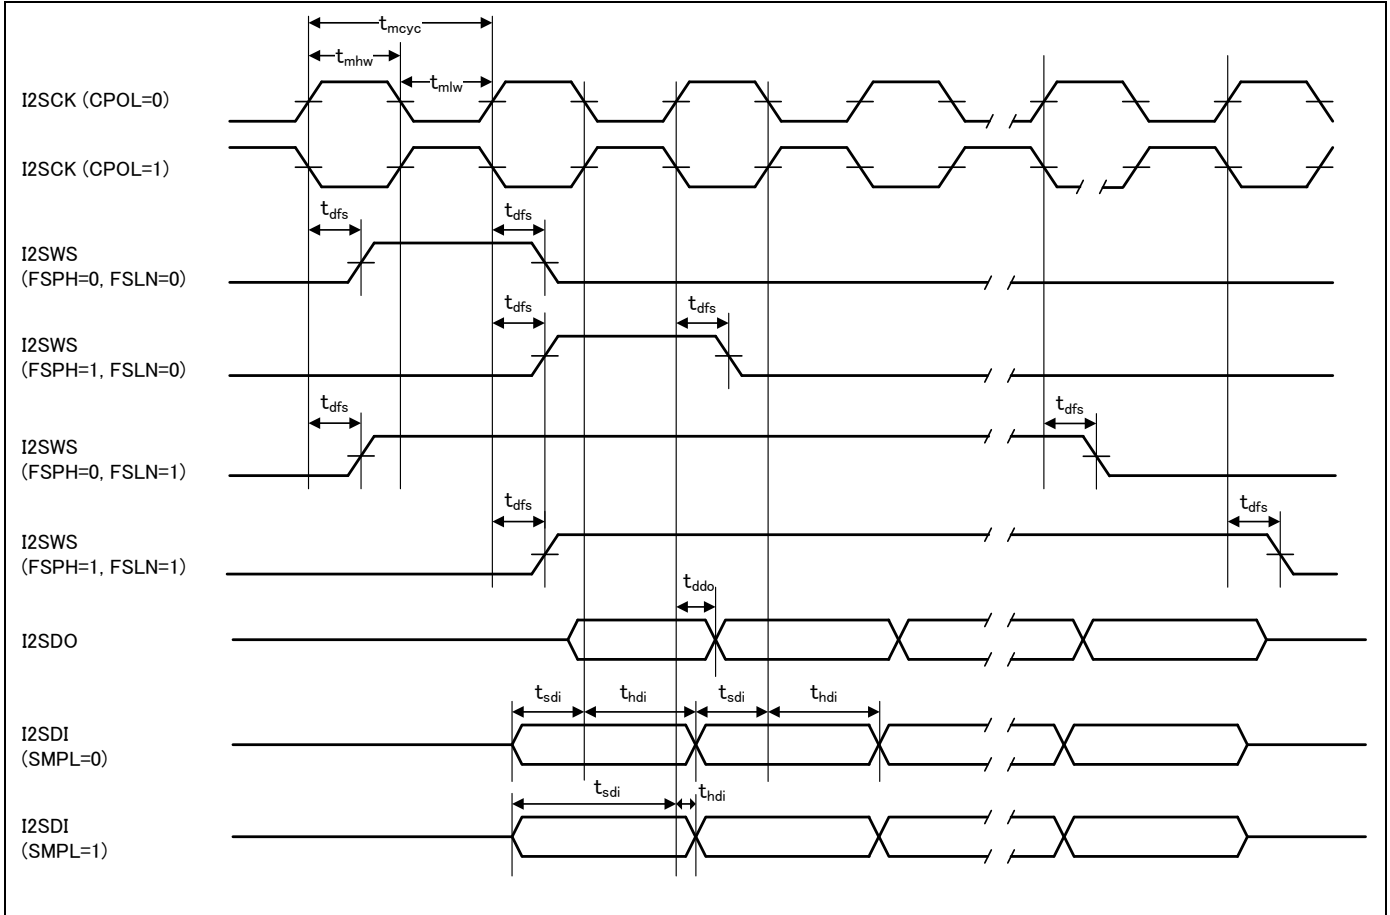 tmcyc
tmhw
tmlw
I2SCK (CPOL=0)
I2SCK (CPOL=1)
tdfs tdfs
I2SWS
(FSPH=0, FSLN=0)
tdfs tdfs
I2SWS
(FSPH=1, FSLN=0)
tdfs tdfs
I2SWS
(FSPH=0, FSLN=1)
tdfs tdfs
I2SWS
(FSPH=1, FSLN=1)
tddo
I2SDO
tsdi thdi tsdi thdi
I2SDI
(SMPL=0)
tsdi thdi
I2SDI
(SMPL=1)